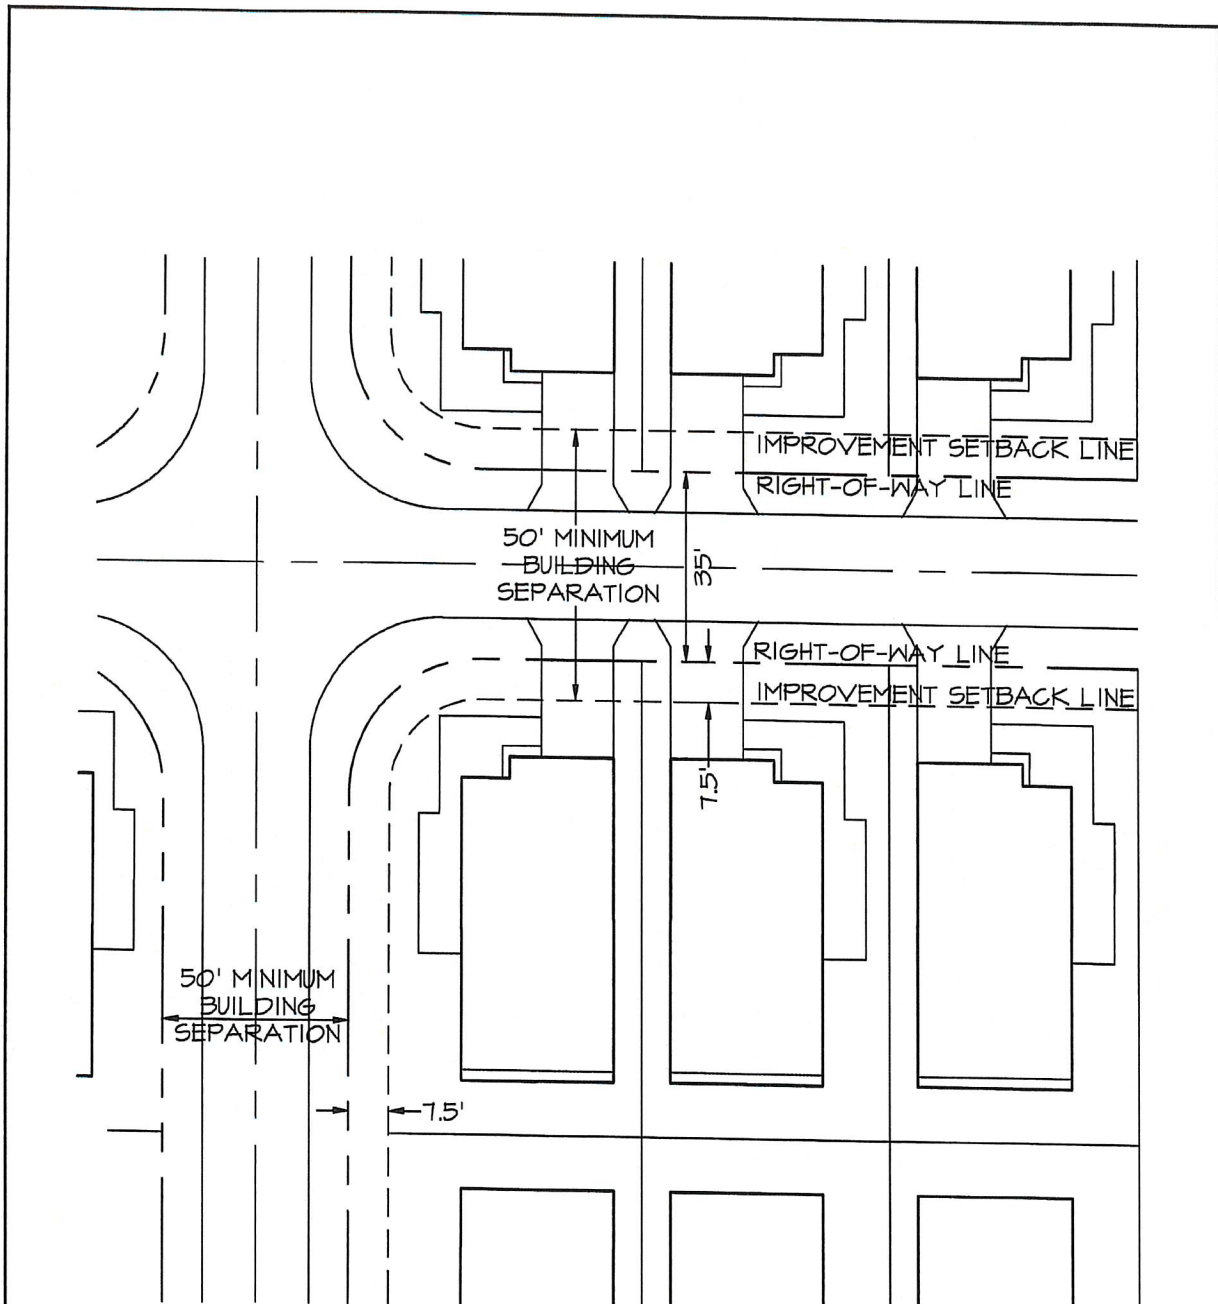 IMPROVEMENT SETBACK LINE
RIGHT-OF-WAY LINE
50' MINIMUM
BUILDING
SEPARATION
35'
RIGHT-OF-WAY LINE
IMPROVEMENT SETBACK LINE
7.5'
50' MINIMUM
BUILDING
SEPARATION
7.5'